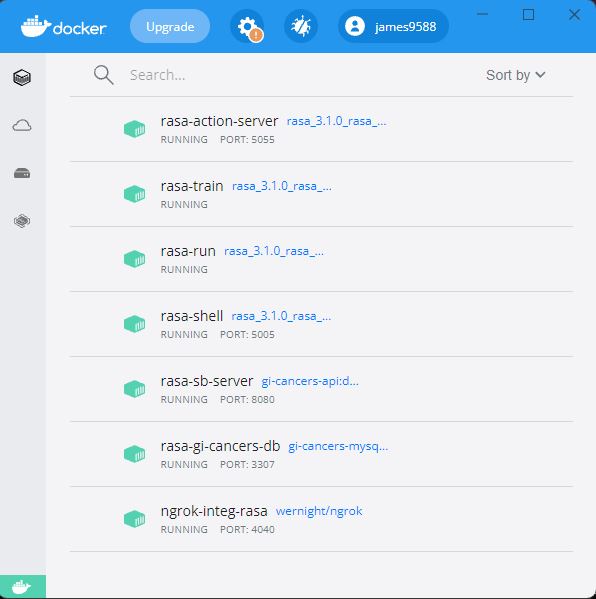 docker
Upgrade
james9588
Search...
Sort by
rasa-action-server rasa_3.1.0_rasa_...
RUNNING PORT: 5055
rasa-train rasa_3.1.0_rasa_...
RUNNING
rasa-run rasa_3.1.0_rasa_...
RUNNING
rasa-shell rasa_3.1.0_rasa_...
RUNNING PORT: 5005
rasa-sb-server gi-cancers-api:d...
RUNNING PORT: 8080
rasa-gi-cancers-db gi-cancers-mysq...
RUNNING PORT: 3307
ngrok-integ-rasa wernight/ngrok
RUNNING PORT: 4040